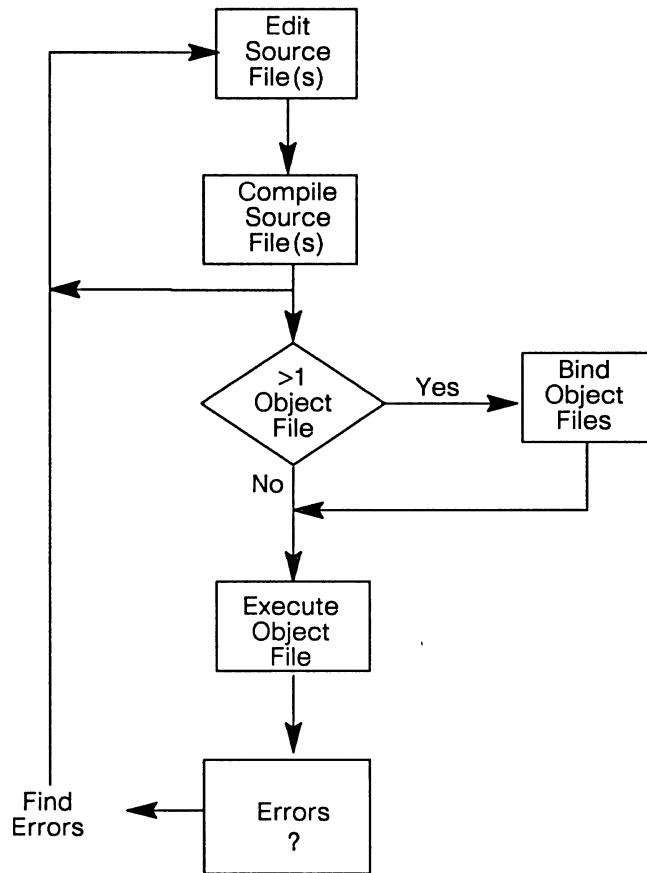 Edit
Source
File(s)
Compile
Source
File(s)
>1
Object
File
Yes
Bind
Object
Files
No
Execute
Object
File
Errors
?
Find
Errors